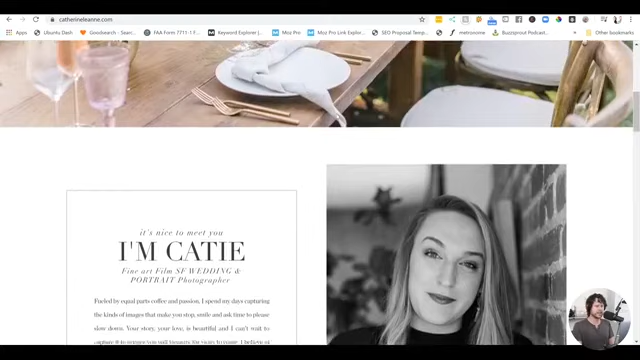 catherineleanne.com
Apps
Ubuntu Dash
Goodsearch - Sear...
FAA Form 7711-1 F...
Keyword Explorer |...
Moz Pro
Moz Pro Link Explor...
SEO Proposal Temp...
metronome
Buzzsprout Podcast...
»
Other bookmarks
it's nice to meet you
I'M CATIE
Fine art Film SF WEDDING &
PORTRAIT Photographer
Fueled by equal parts coffee and passion, I spend my days capturing
the kinds of images that make you stop, smile and ask time to please
slow down. Your story, your love, is beautiful and I can't wait to